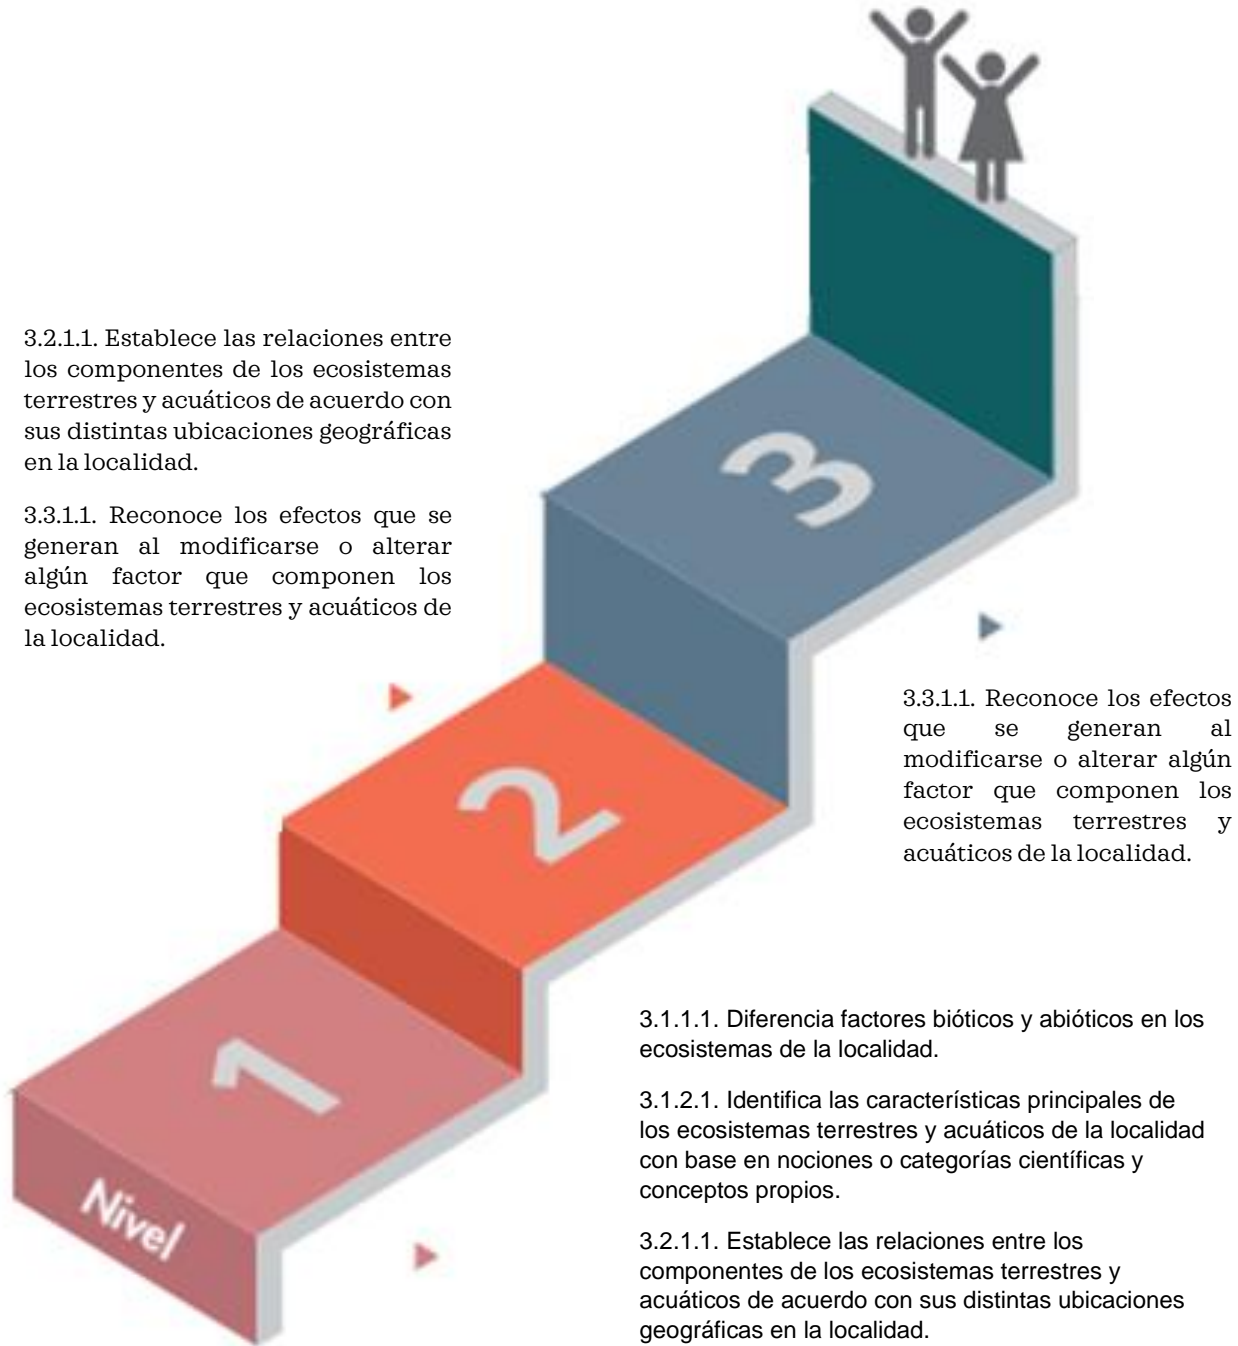 3.2.1.1. Establece las relaciones entre
los componentes de los ecosistemas
terrestres y acuáticos de acuerdo con
sus distintas ubicaciones geográficas
en la localidad.
3.3.1.1. Reconoce los efectos que se
generan al modificarse o alterar
algún factor que componen los
ecosistemas terrestres y acuáticos de
la localidad.
3
2
3.3.1.1. Reconoce los efectos
que se generan al
modificarse o alterar algún
factor que componen los
ecosistemas terrestres y
acuáticos de la localidad.
1
Nivel
3.1.1.1. Diferencia factores bióticos y abióticos en los
ecosistemas de la localidad.
3.1.2.1. Identifica las características principales de
los ecosistemas terrestres y acuáticos de la localidad
con base en nociones o categorías científicas y
conceptos propios.
3.2.1.1. Establece las relaciones entre los
componentes de los ecosistemas terrestres y
acuáticos de acuerdo con sus distintas ubicaciones
geográficas en la localidad.